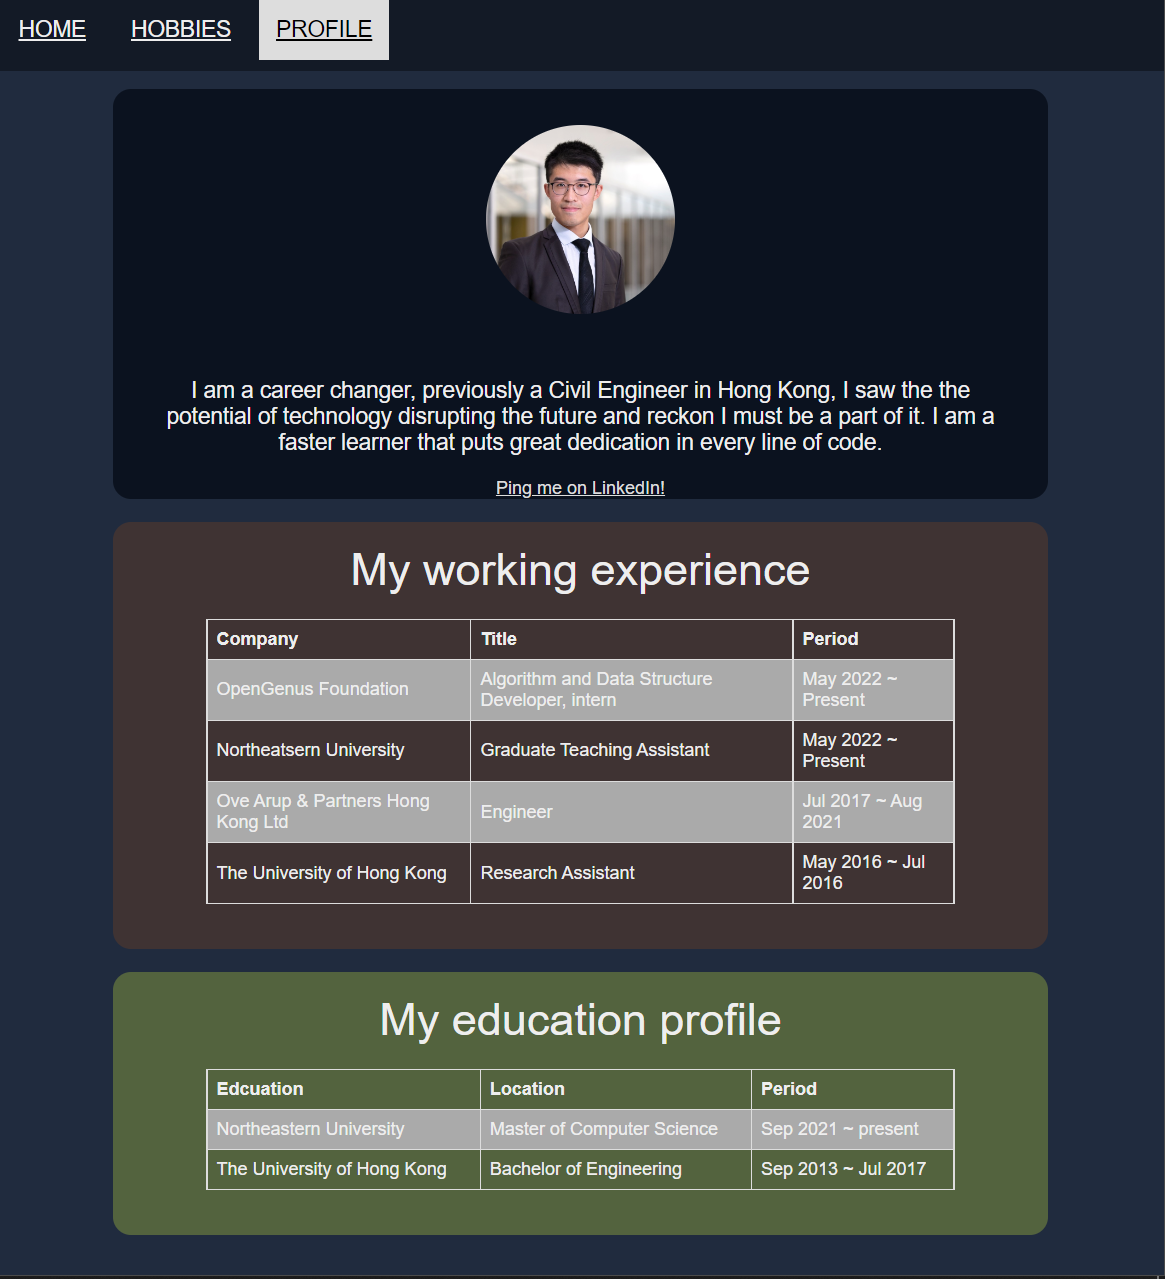 HOME HOBBIES PROFILE
I am a career changer, previously a Civil Engineer in Hong Kong, I saw the the
potential of technology disrupting the future and reckon I must be a part of it. I am a
faster learner that puts great dedication in every line of code.
Ping me on LinkedIn!
My working experience
Company Title Period
OpenGenus Foundation Algorithm and Data Structure Developer, intern May 2022 ~ Present
Northeatsern University Graduate Teaching Assistant May 2022 ~ Present
Ove Arup & Partners Hong Kong Ltd Engineer Jul 2017 ~ Aug 2021
The University of Hong Kong Research Assistant May 2016 ~ Jul 2016
My education profile
Edcuation Location Period
Northeastern University Master of Computer Science Sep 2021 ~ present
The University of Hong Kong Bachelor of Engineering Sep 2013 ~ Jul 2017